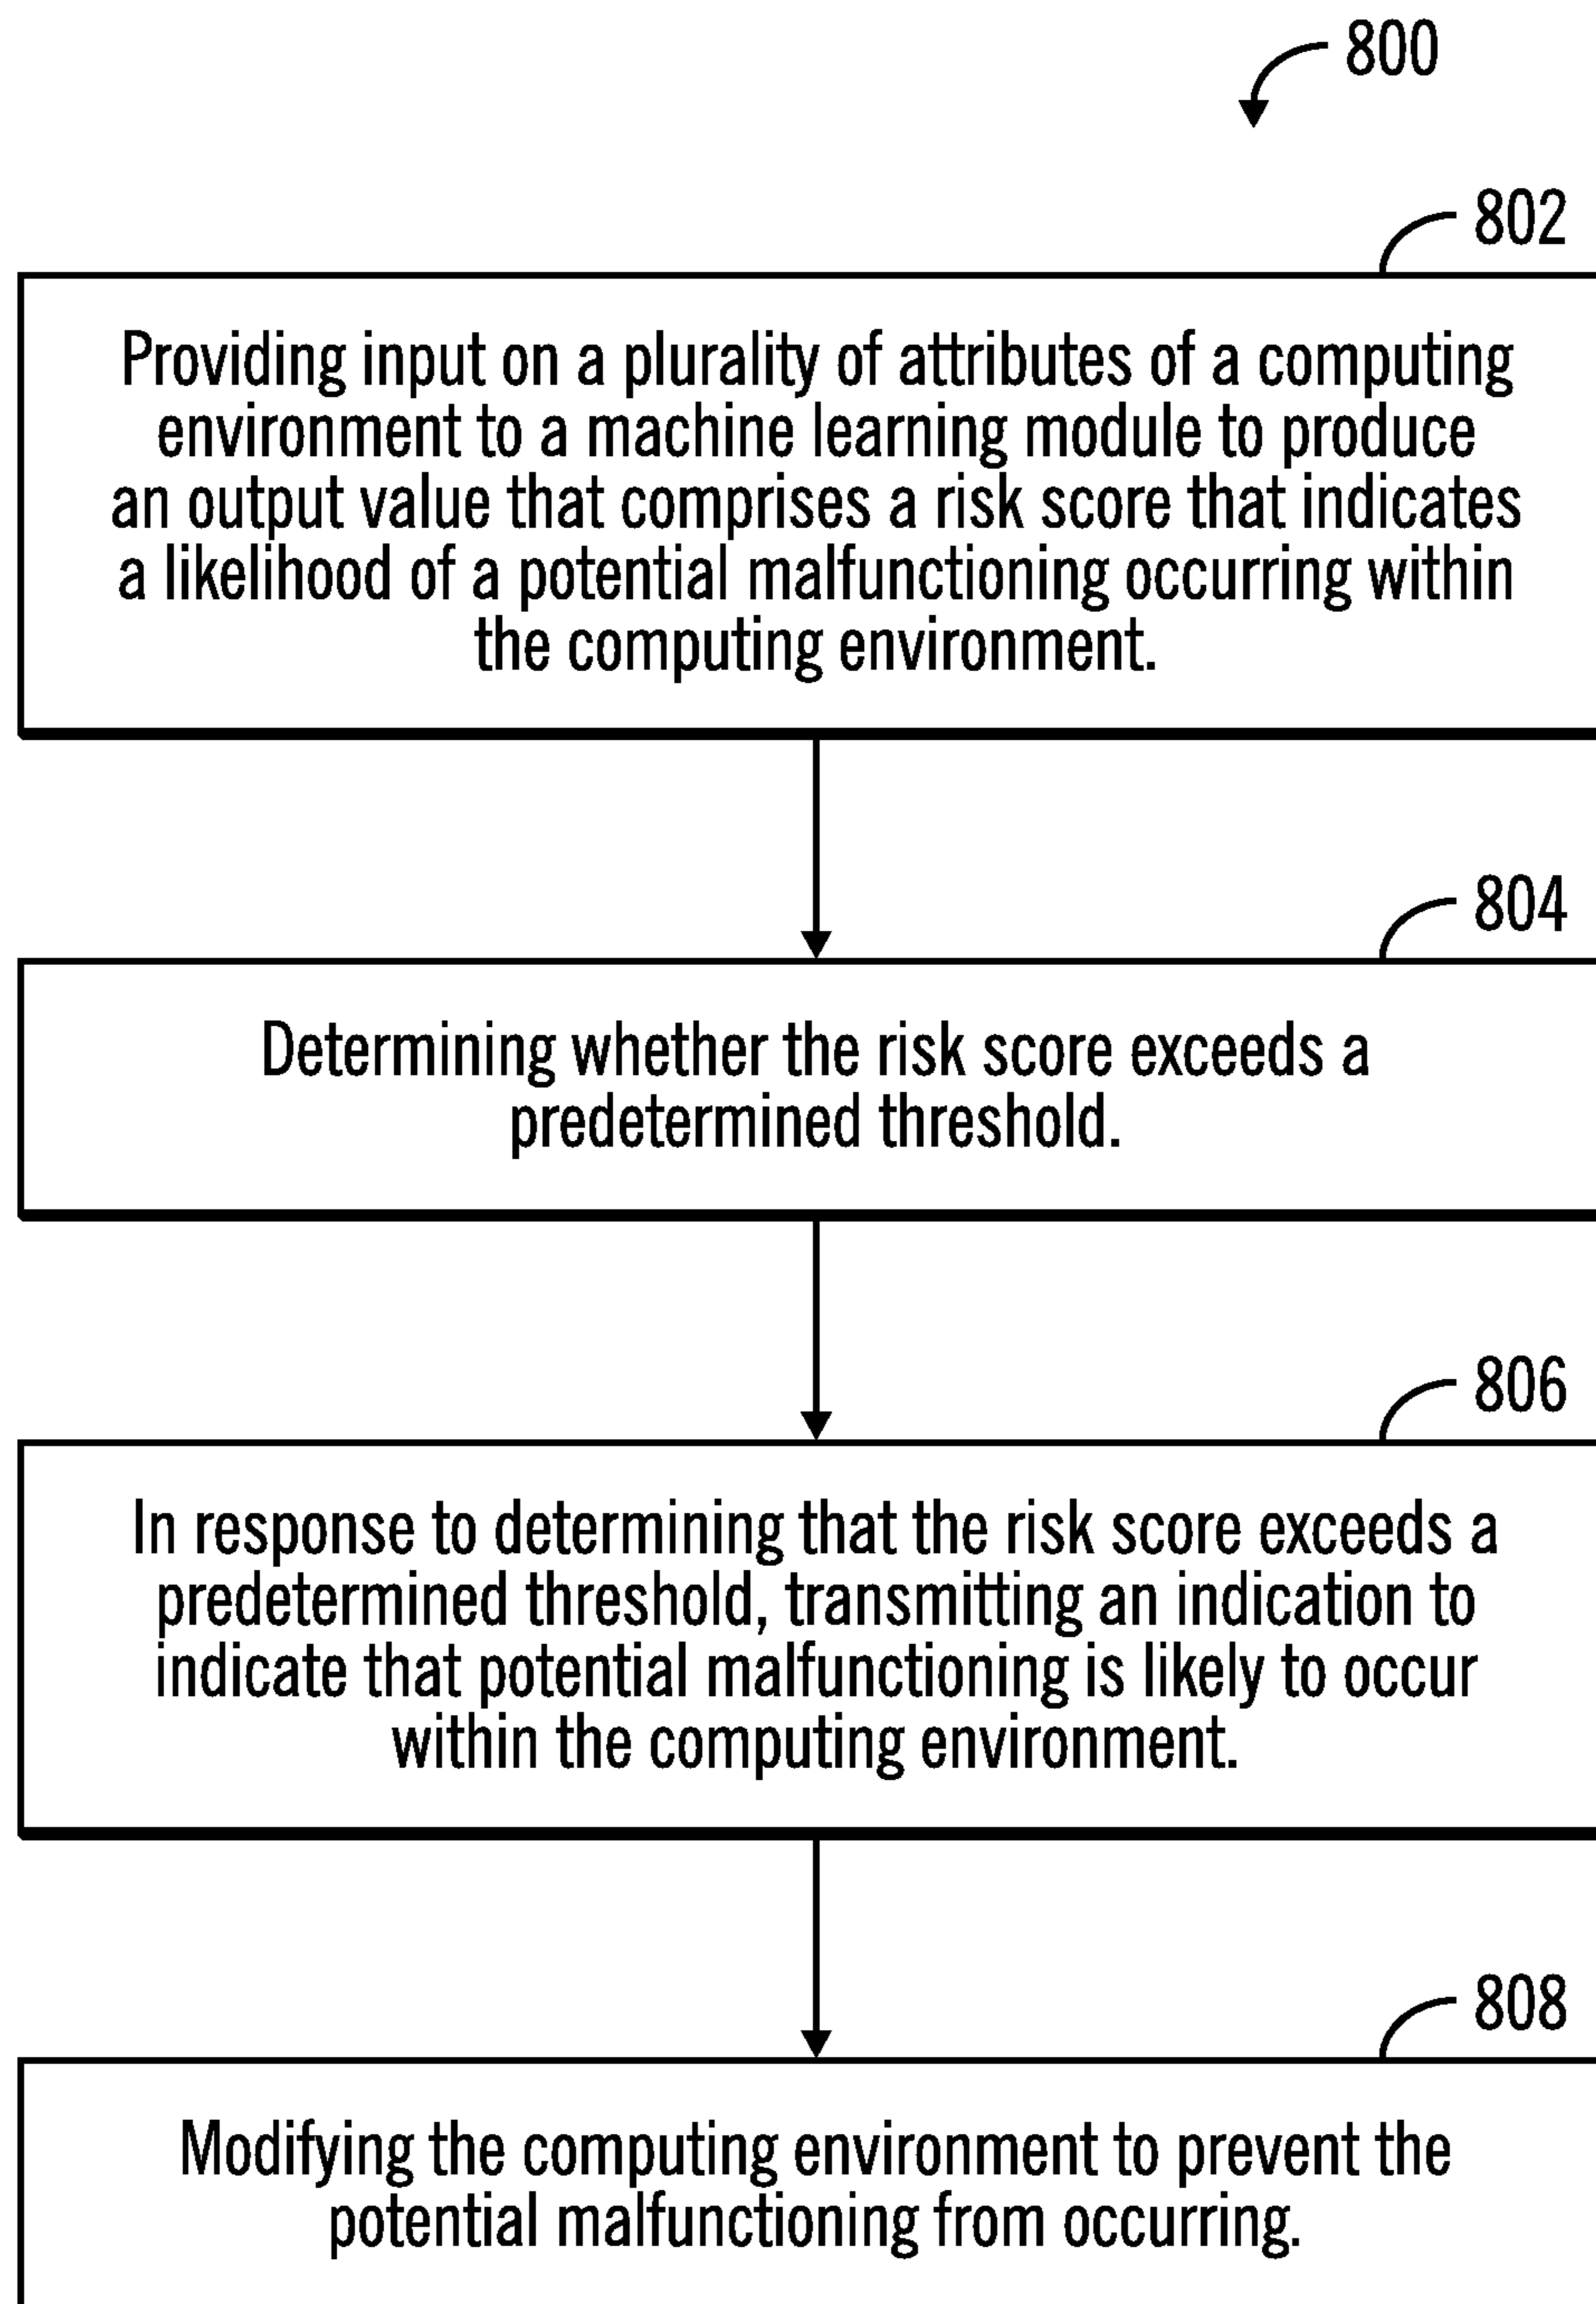 800
802
Providing input on a plurality of attributes of a computing
environment to a machine learning module to produce
an output value that comprises a risk score that indicates
a likelihood of a potential malfunctioning occurring within
the computing environment.
804
Determining whether the risk score exceeds a
predetermined threshold.
806
In response to determining that the risk score exceeds a
predetermined threshold, transmitting an indication to
indicate that potential malfunctioning is likely to occur
within the computing environment.
808
Modifying the computing environment to prevent the
potential malfunctioning from occurring.